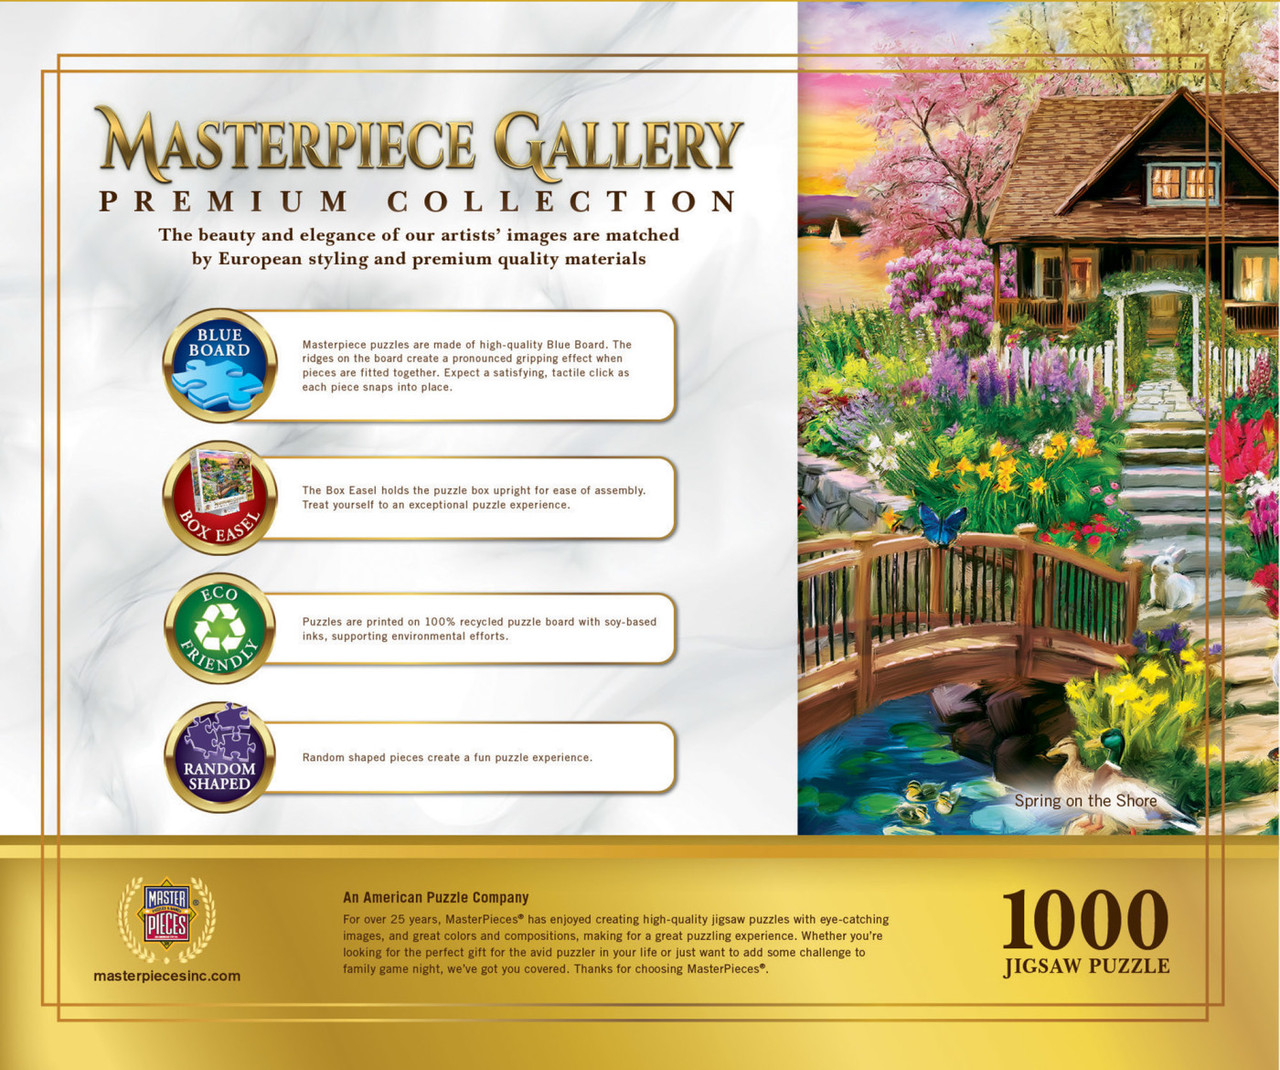 MASTERPIECE GALLERY
PREMIUM COLLECTION
The beauty and elegance of our artists' images are matched
by European styling and premium quality materials
BLUE
BOARD
Masterpiece puzzles are made of high-quality Blue Board. The
ridges on the board create a pronounced gripping effect when
pieces are fitted together. Expect a satisfying, tactile click as
each piece snaps into place.
BOX EASEL
The Box Easel holds the puzzle box upright for ease of assembly.
Treat yourself to an exceptional puzzle experience.
ECO
FRIENDLY
Puzzles are printed on 100% recycled puzzle board with soy-based
inks, supporting environmental efforts.
RANDOM
SHAPED
Random shaped pieces create a fun puzzle experience.
Spring on the Shore
MASTER
PIECES
®
masterpiecesinc.com
An American Puzzle Company
For over 25 years, MasterPieces® has enjoyed creating high-quality jigsaw puzzles with eye-catching
images, and great colors and compositions, making for a great puzzling experience. Whether you're
looking for the perfect gift for the avid puzzler in your life or just want to add some challenge to
family game night, we've got you covered. Thanks for choosing MasterPieces®.
1000
JIGSAW PUZZLE